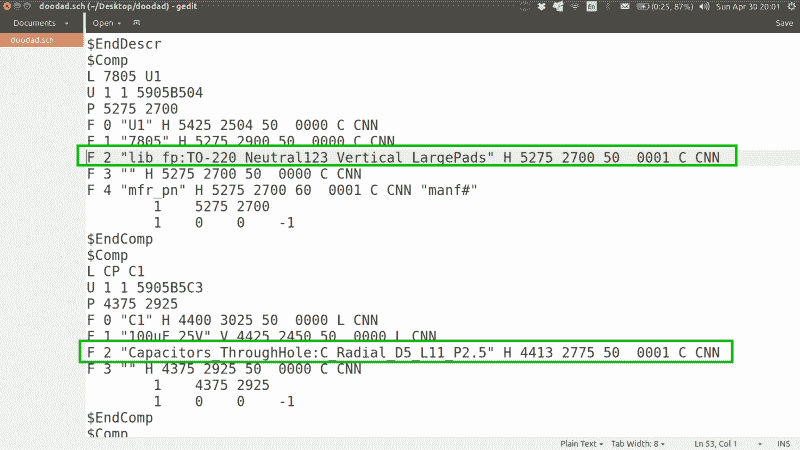 doodad.sch (~/Desktop/doodad) - gedit
En
(0:25, 87%)
Sun Apr 30 20:01
Documents
Open
Save
doodad.sch
$EndDescr
$Comp
L 7805 U1
U 1 1 5905B504
P 5275 2700
F 0 "U1" H 5425 2504 50  0000 C CNN
F 1 "7805" H 5275 2900 50  0000 C CNN
F 2 "lib_fp:TO-220_Neutral123_Vertical_LargePads" H 5275 2700 50  0001 C CNN
F 3 "" H 5275 2700 50  0000 C CNN
F 4 "mfr_pn" H 5275 2700 60  0001 C CNN "manf#"
1    5275 2700
1    0    0    -1
$EndComp
$Comp
L CP C1
U 1 1 5905B5C3
P 4375 2925
F 0 "C1" H 4400 3025 50  0000 L CNN
F 1 "100uF_25V" V 4425 2450 50  0000 L CNN
F 2 "Capacitors_ThroughHole:C_Radial_D5_L11_P2.5" H 4413 2775 50  0001 C CNN
F 3 "" H 4375 2925 50  0000 C CNN
1    4375 2925
1    0    0    -1
$EndComp
$Comp
Plain Text
Tab Width: 8
Ln 53, Col 1
INS